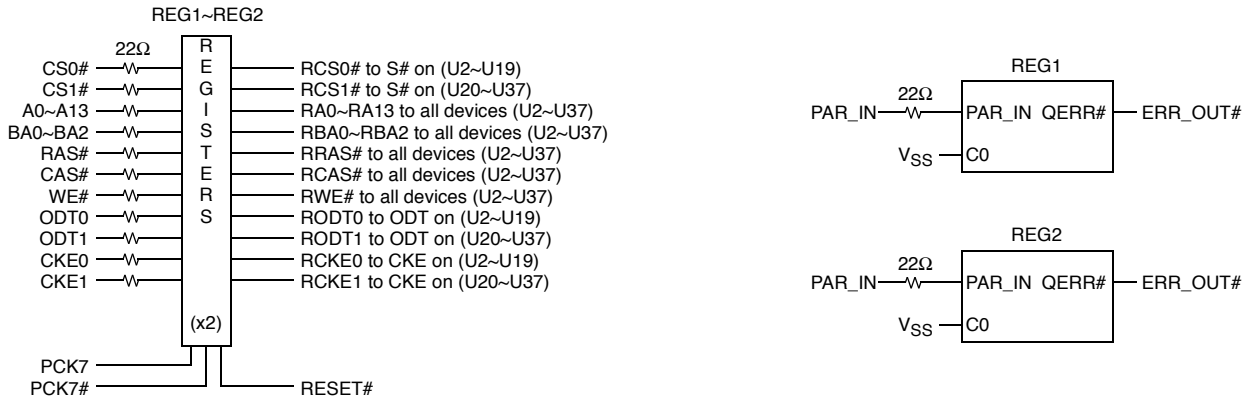 REG1~REG2
22Ω
R
E
G
I
S
T
E
R
S
(x2)
CS0#
RCS0# to S# on (U2~U19)
CS1#
RCS1# to S# on (U20~U37)
A0~A13
RA0~RA13 to all devices (U2~U37)
BA0~BA2
RBA0~RBA2 to all devices (U2~U37)
RAS#
RRAS# to all devices (U2~U37)
CAS#
RCAS# to all devices (U2~U37)
WE#
RWE# to all devices (U2~U37)
ODT0
RODT0 to ODT on (U2~U19)
ODT1
RODT1 to ODT on (U20~U37)
CKE0
RCKE0 to CKE on (U2~U19)
CKE1
RCKE1 to CKE on (U20~U37)
PCK7
PCK7#
RESET#
REG1
22Ω
PAR_IN
PAR_IN QERR#
ERR_OUT#
VSS
C0
REG2
22Ω
PAR_IN
PAR_IN QERR#
ERR_OUT#
VSS
C0